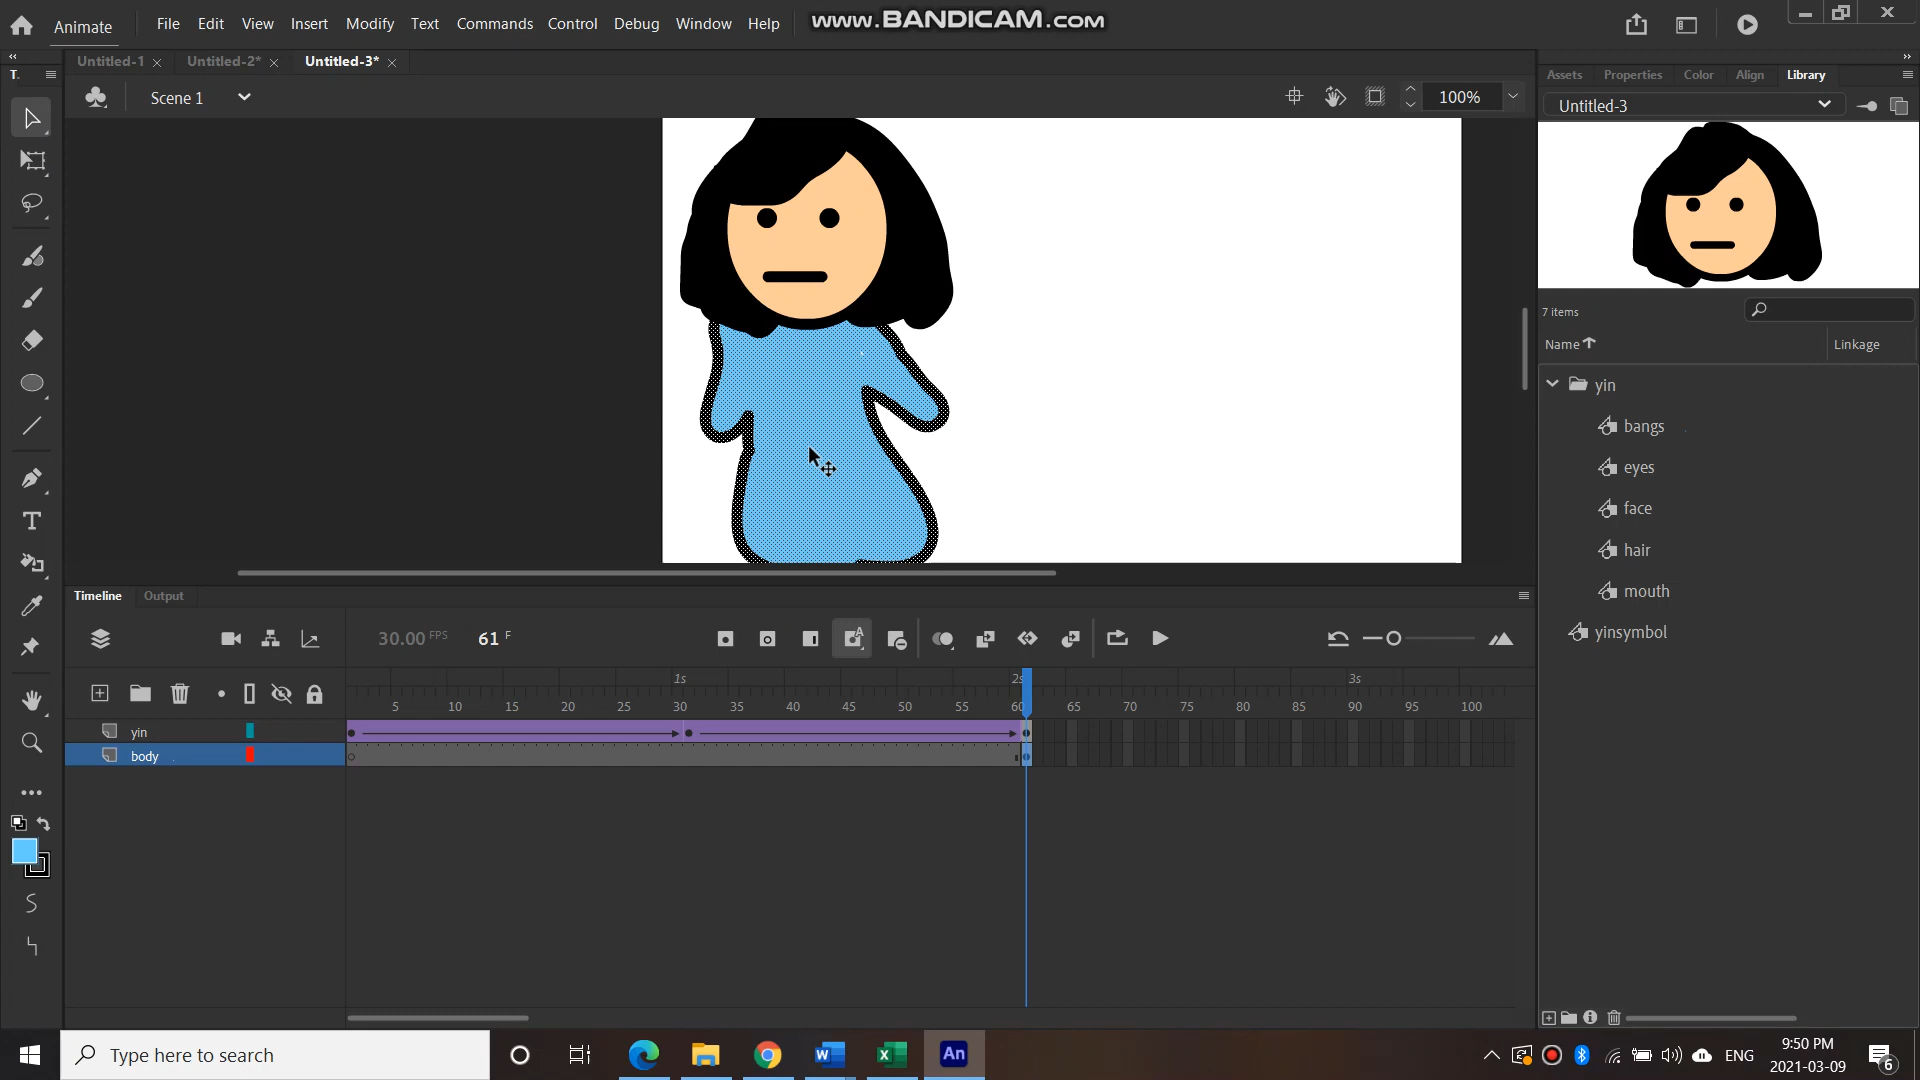 Animate File Edit View Insert Modify Text Commands Control Debug Window Help www.BANDICAM.com
Untitled-1 Untitled-2* Untitled-3*
Scene 1 100%
T.
Assets Properties Color Align Library
Untitled-3
7 items
Name Linkage
yin
bangs
eyes
face
hair
mouth
yinsymbol
Timeline Output
30.00 FPS 61 F
1s 2s 3s
5 10 15 20 25 30 35 40 45 50 55 60 65 70 75 80 85 90 95 100
yin
body
Type here to search
An
ENG
9:50 PM
2021-03-09
6